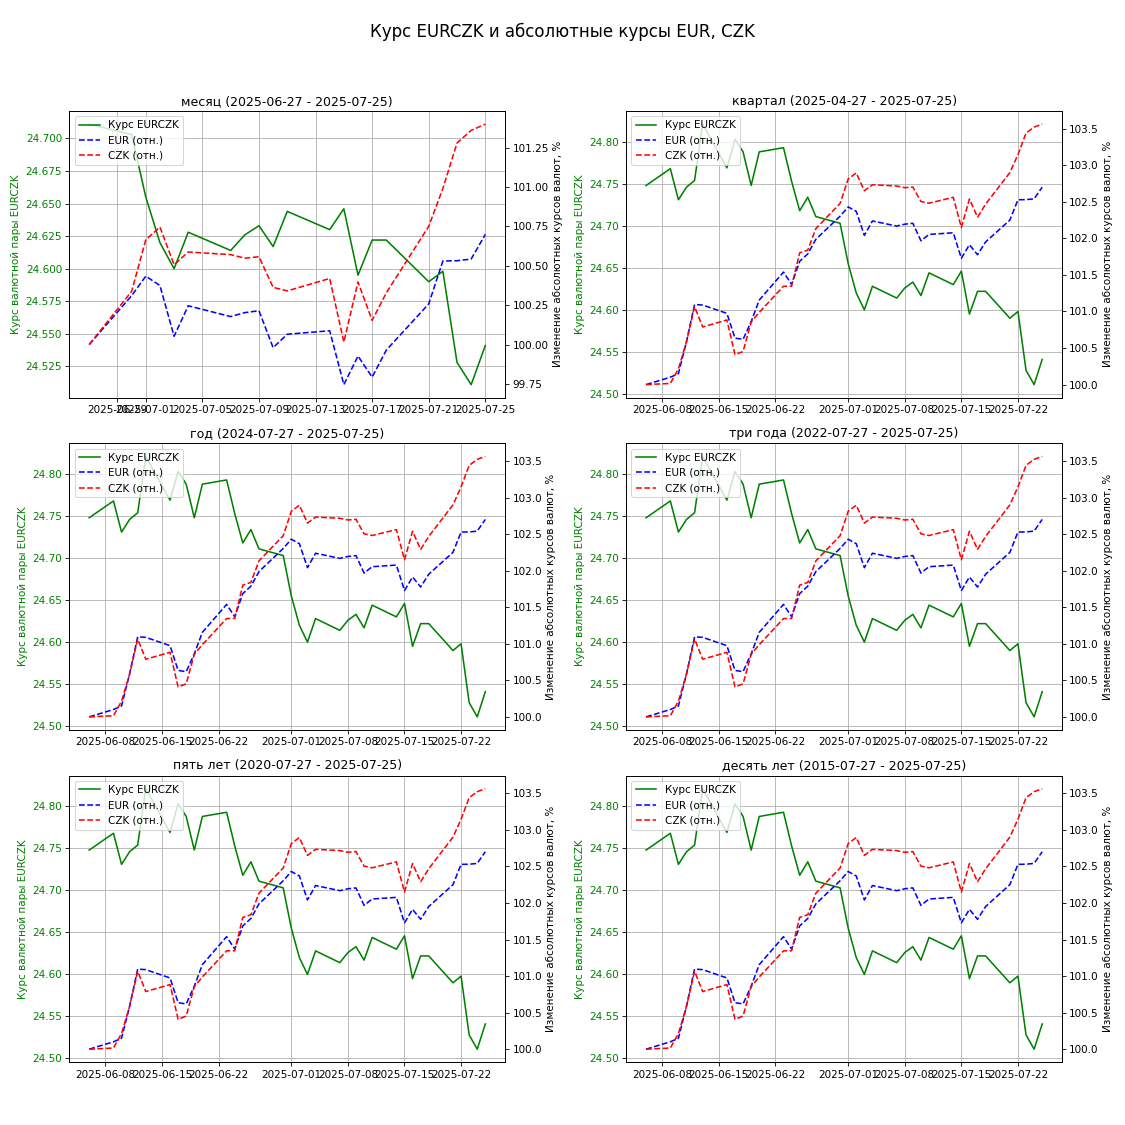 Курс EURCZK и абсолютные курсы EUR, CZK
месяц (2025-06-27 - 2025-07-25)
Курс EURCZK
EUR (отн.)
CZK (отн.)
Курс валютной пары EURCZK
24.700
24.675
24.650
24.625
24.600
24.575
24.550
24.525
101.25
101.00
100.75
100.50
100.25
100.00
99.75
Изменение абсолютных курсов валют, %
2025-06-29 2025-07-01 2025-07-05 2025-07-09 2025-07-13 2025-07-17 2025-07-21 2025-07-25
квартал (2025-04-27 - 2025-07-25)
Курс EURCZK
EUR (отн.)
CZK (отн.)
Курс валютной пары EURCZK
24.80
24.75
24.70
24.65
24.60
24.55
24.50
103.5
103.0
102.5
102.0
101.5
101.0
100.5
100.0
Изменение абсолютных курсов валют, %
2025-06-08 2025-06-15 2025-06-22 2025-07-01 2025-07-08 2025-07-15 2025-07-22
год (2024-07-27 - 2025-07-25)
Курс EURCZK
EUR (отн.)
CZK (отн.)
Курс валютной пары EURCZK
24.80
24.75
24.70
24.65
24.60
24.55
24.50
103.5
103.0
102.5
102.0
101.5
101.0
100.5
100.0
Изменение абсолютных курсов валют, %
2025-06-08 2025-06-15 2025-06-22 2025-07-01 2025-07-08 2025-07-15 2025-07-22
три года (2022-07-27 - 2025-07-25)
Курс EURCZK
EUR (отн.)
CZK (отн.)
Курс валютной пары EURCZK
24.80
24.75
24.70
24.65
24.60
24.55
24.50
103.5
103.0
102.5
102.0
101.5
101.0
100.5
100.0
Изменение абсолютных курсов валют, %
2025-06-08 2025-06-15 2025-06-22 2025-07-01 2025-07-08 2025-07-15 2025-07-22
пять лет (2020-07-27 - 2025-07-25)
Курс EURCZK
EUR (отн.)
CZK (отн.)
Курс валютной пары EURCZK
24.80
24.75
24.70
24.65
24.60
24.55
24.50
103.5
103.0
102.5
102.0
101.5
101.0
100.5
100.0
Изменение абсолютных курсов валют, %
2025-06-08 2025-06-15 2025-06-22 2025-07-01 2025-07-08 2025-07-15 2025-07-22
десять лет (2015-07-27 - 2025-07-25)
Курс EURCZK
EUR (отн.)
CZK (отн.)
Курс валютной пары EURCZK
24.80
24.75
24.70
24.65
24.60
24.55
24.50
103.5
103.0
102.5
102.0
101.5
101.0
100.5
100.0
Изменение абсолютных курсов валют, %
2025-06-08 2025-06-15 2025-06-22 2025-07-01 2025-07-08 2025-07-15 2025-07-22